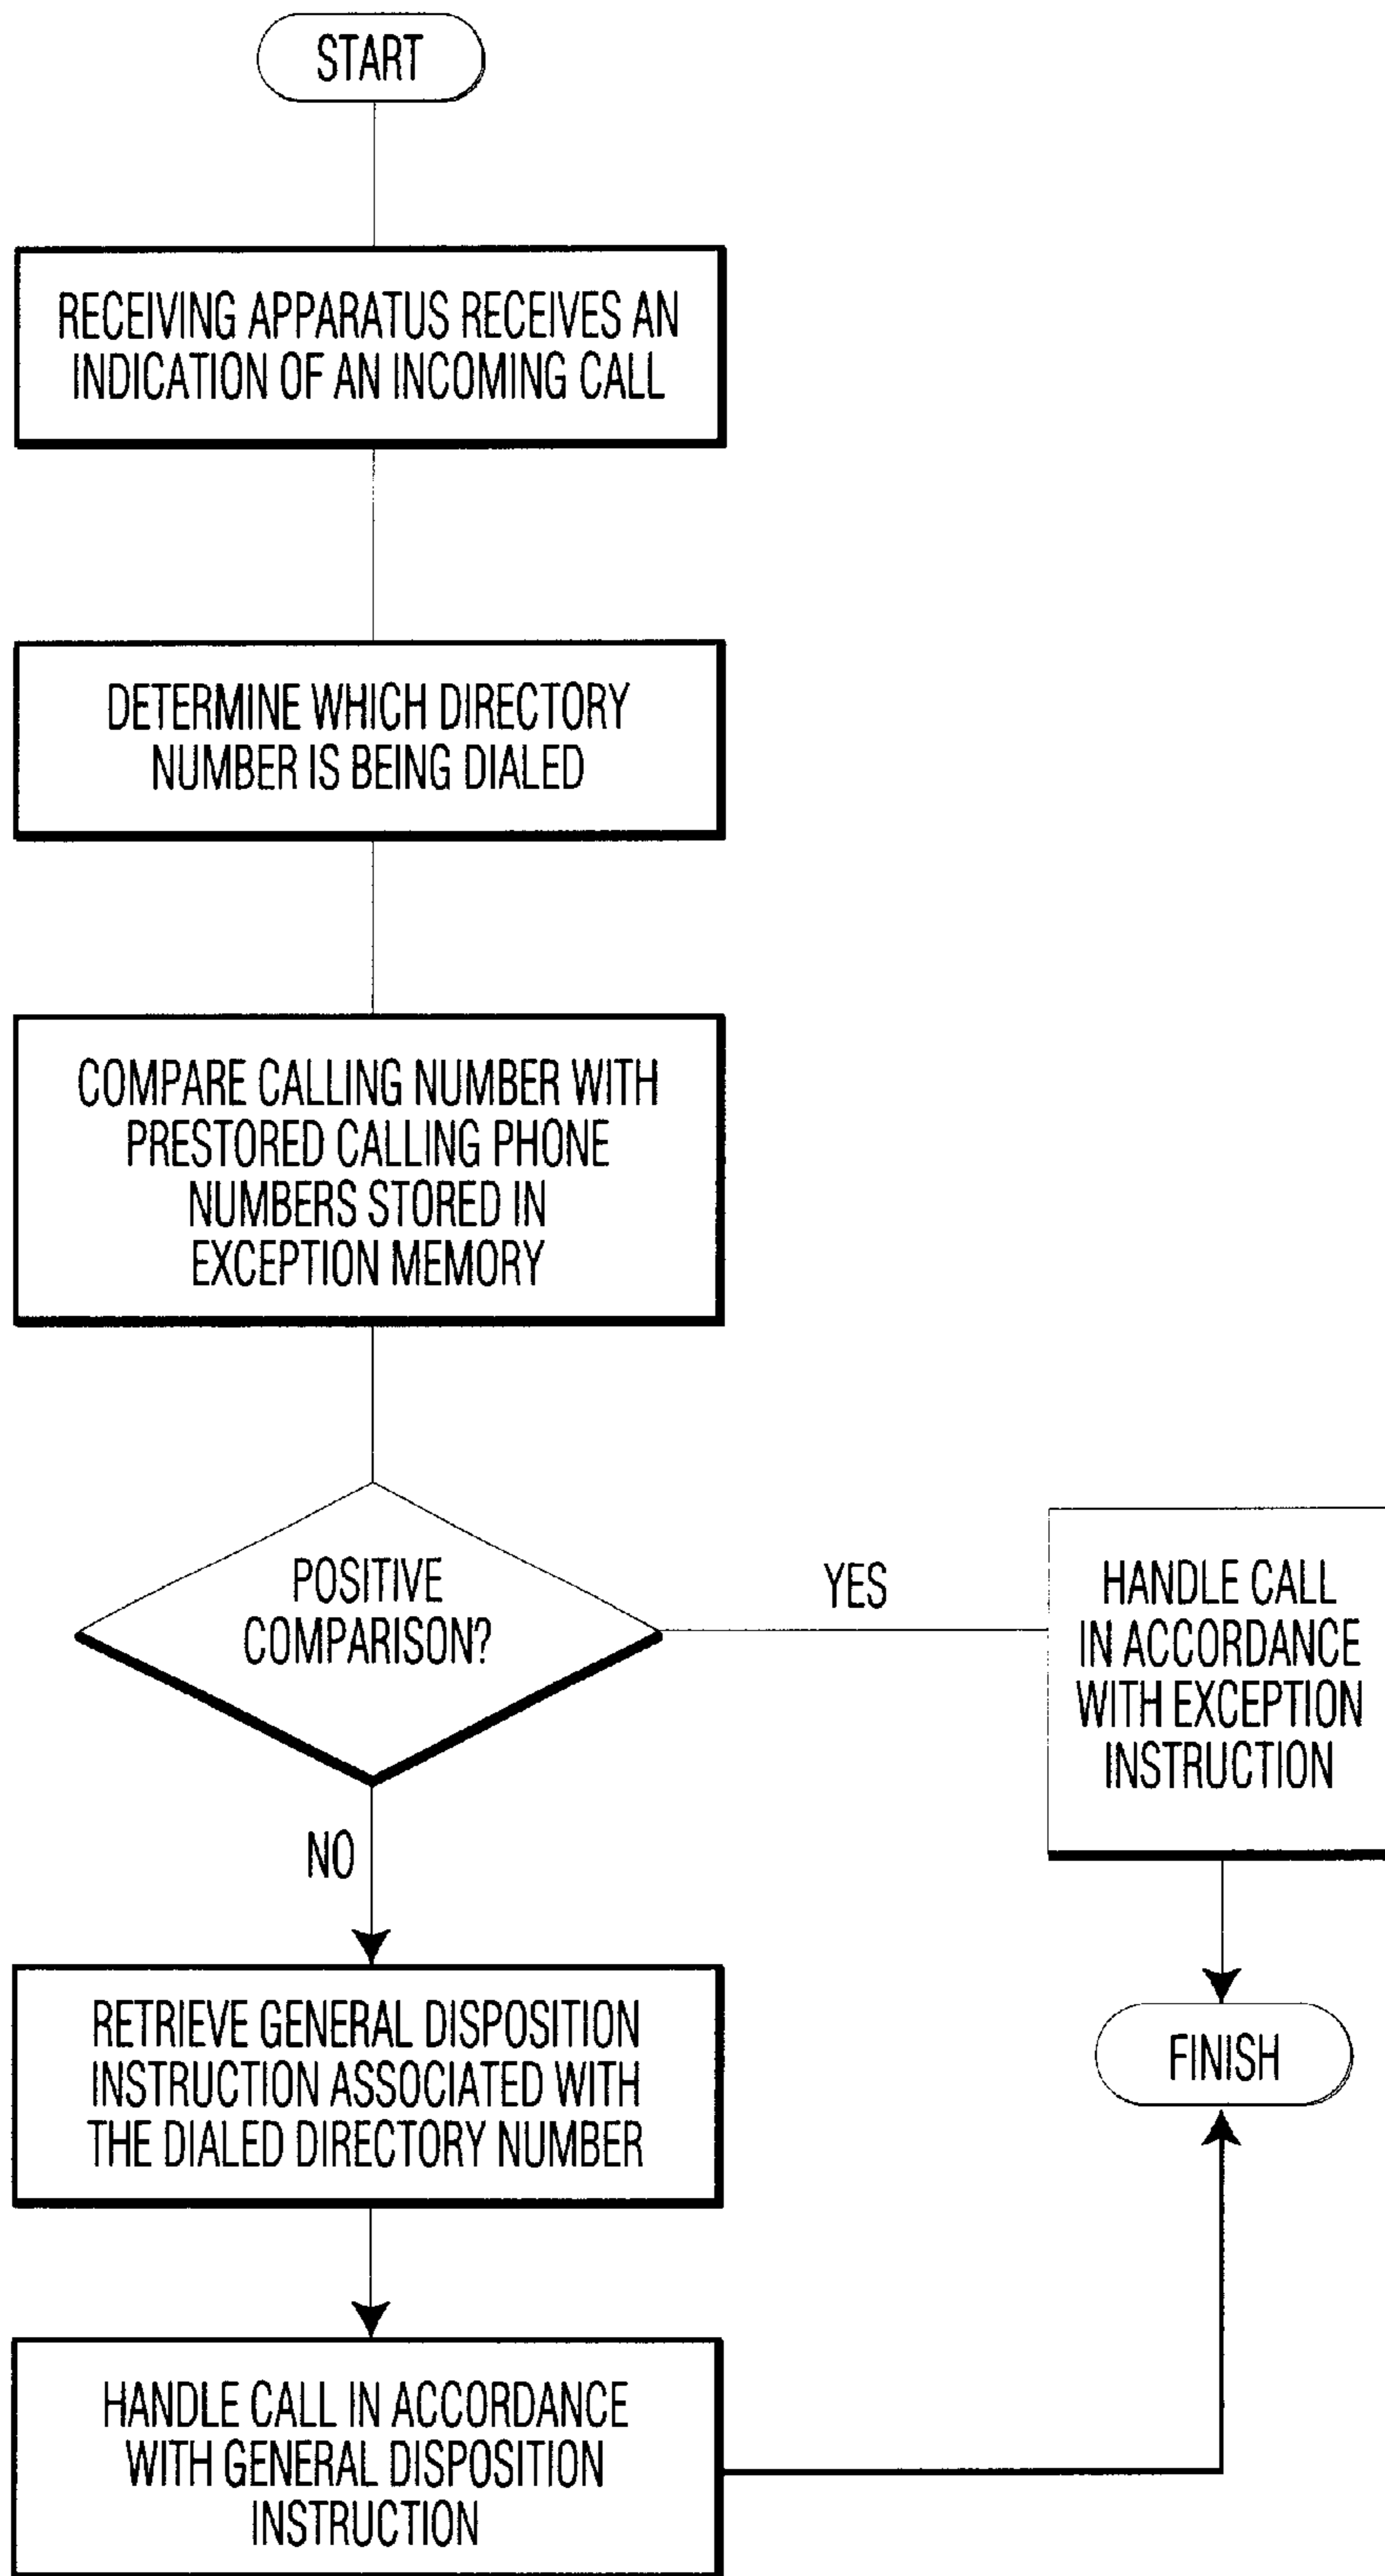 START
RECEIVING APPARATUS RECEIVES AN
INDICATION OF AN INCOMING CALL
DETERMINE WHICH DIRECTORY
NUMBER IS BEING DIALED
COMPARE CALLING NUMBER WITH
PRESTORED CALLING PHONE
NUMBERS STORED IN
EXCEPTION MEMORY
POSITIVE
COMPARISON?
YES
HANDLE CALL
IN ACCORDANCE
WITH EXCEPTION
INSTRUCTION
NO
RETRIEVE GENERAL DISPOSITION
INSTRUCTION ASSOCIATED WITH
THE DIALED DIRECTORY NUMBER
FINISH
HANDLE CALL IN ACCORDANCE
WITH GENERAL DISPOSITION
INSTRUCTION